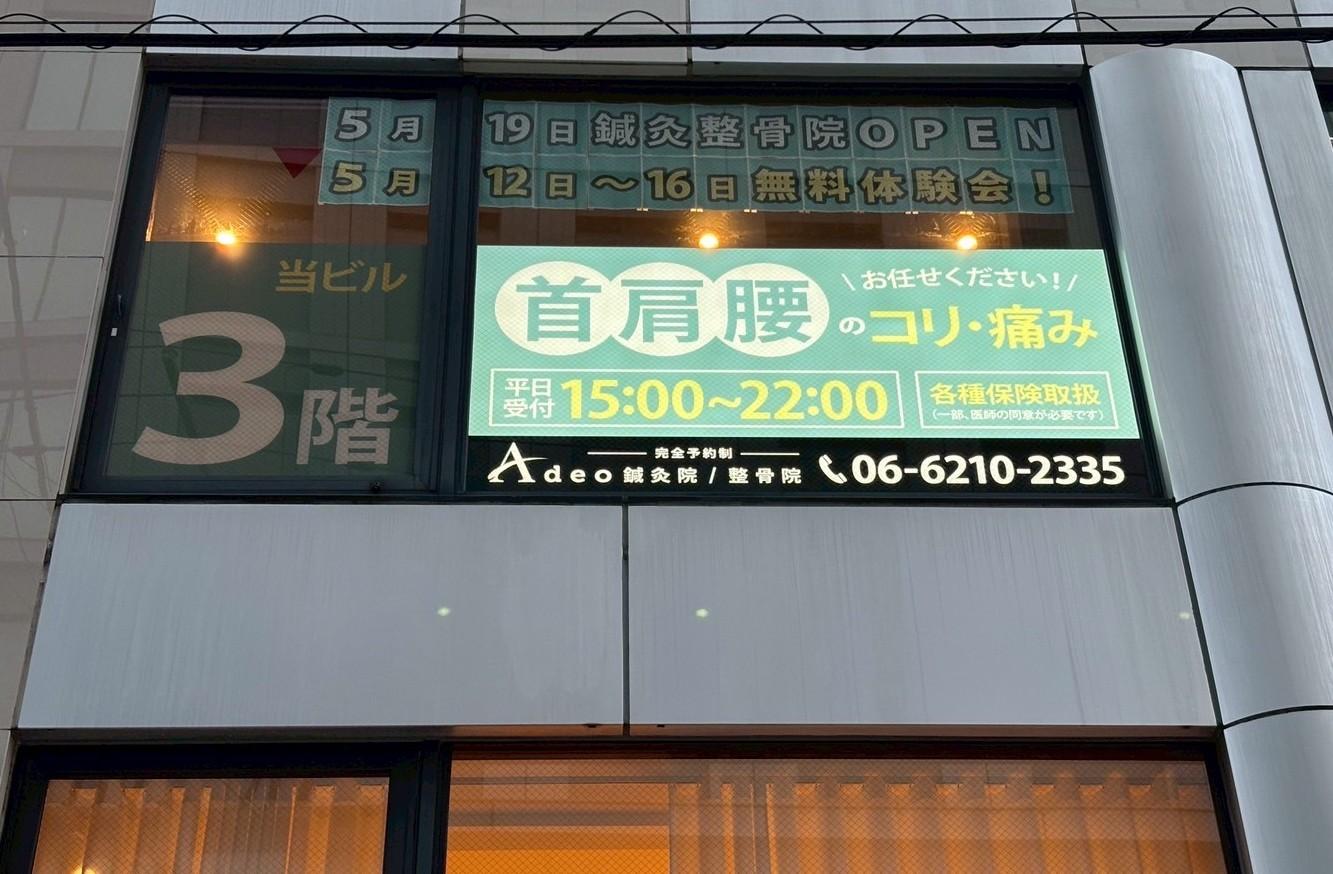 5月19日鍼灸整骨院OPEN
5月12日～16日無料体験会！
当ビル
3階
\お任せください！/
首肩腰のコリ・痛み
平日受付 15:00～22:00
各種保険取扱
（一部、医師の同意が必要です）
完全予約制
Adeo鍼灸院/整骨院
06-6210-2335